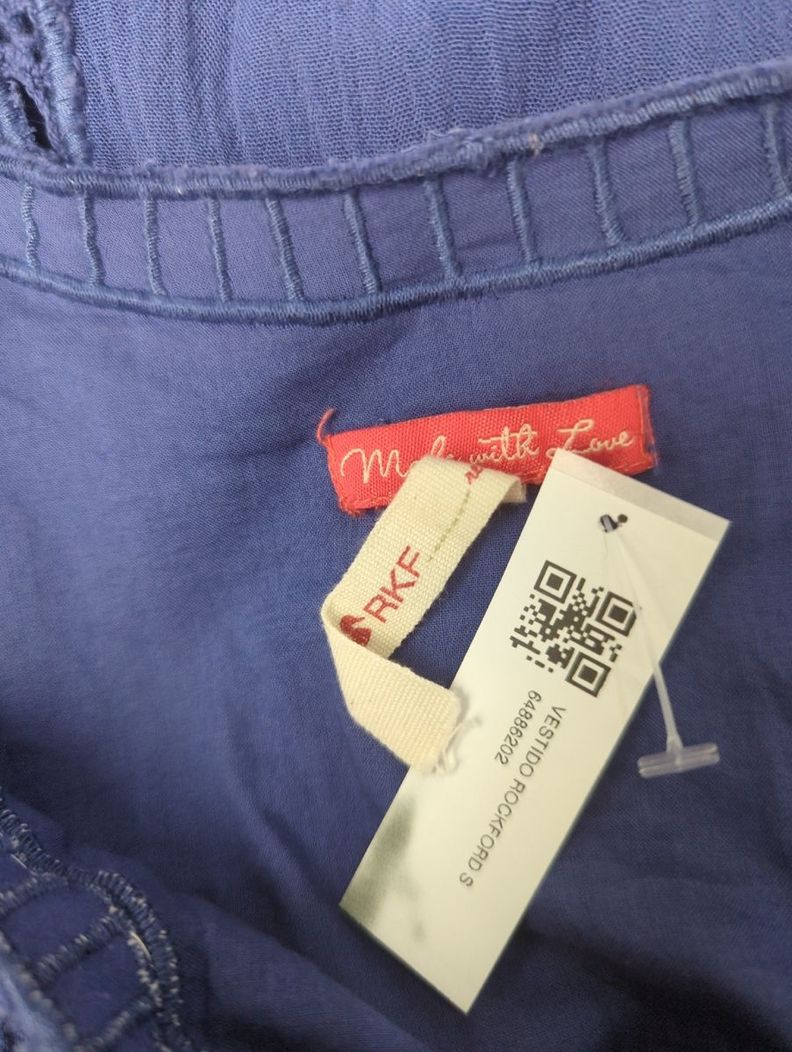 Made with Love
RKF
VESTIDO ROCKFORD S
64886202